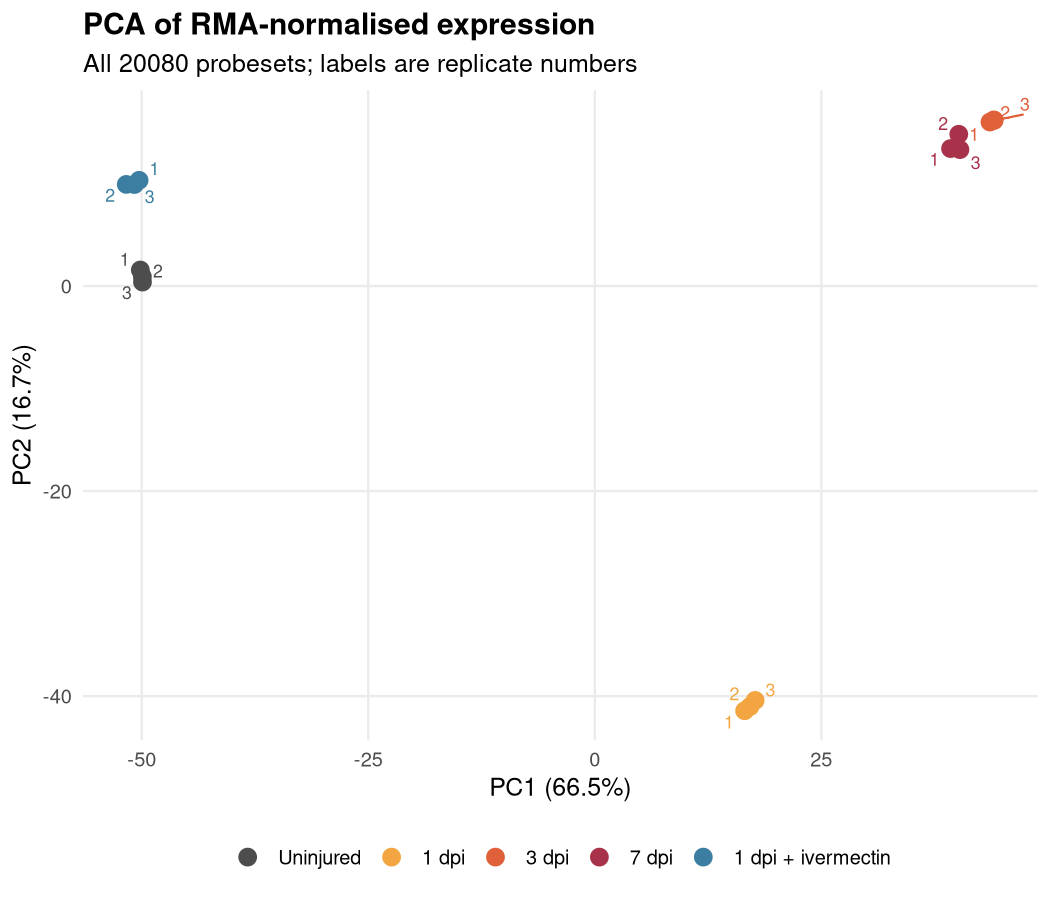 PCA of RMA-normalised expression
All 20080 probesets; labels are replicate numbers
3
2
2
1
1
3
1
2
3
1
2
3
0
-20
-40
2
3
1
PC2 (16.7%)
-50
-25
0
25
PC1 (66.5%)
Uninjured
1 dpi
3 dpi
7 dpi
1 dpi + ivermectin